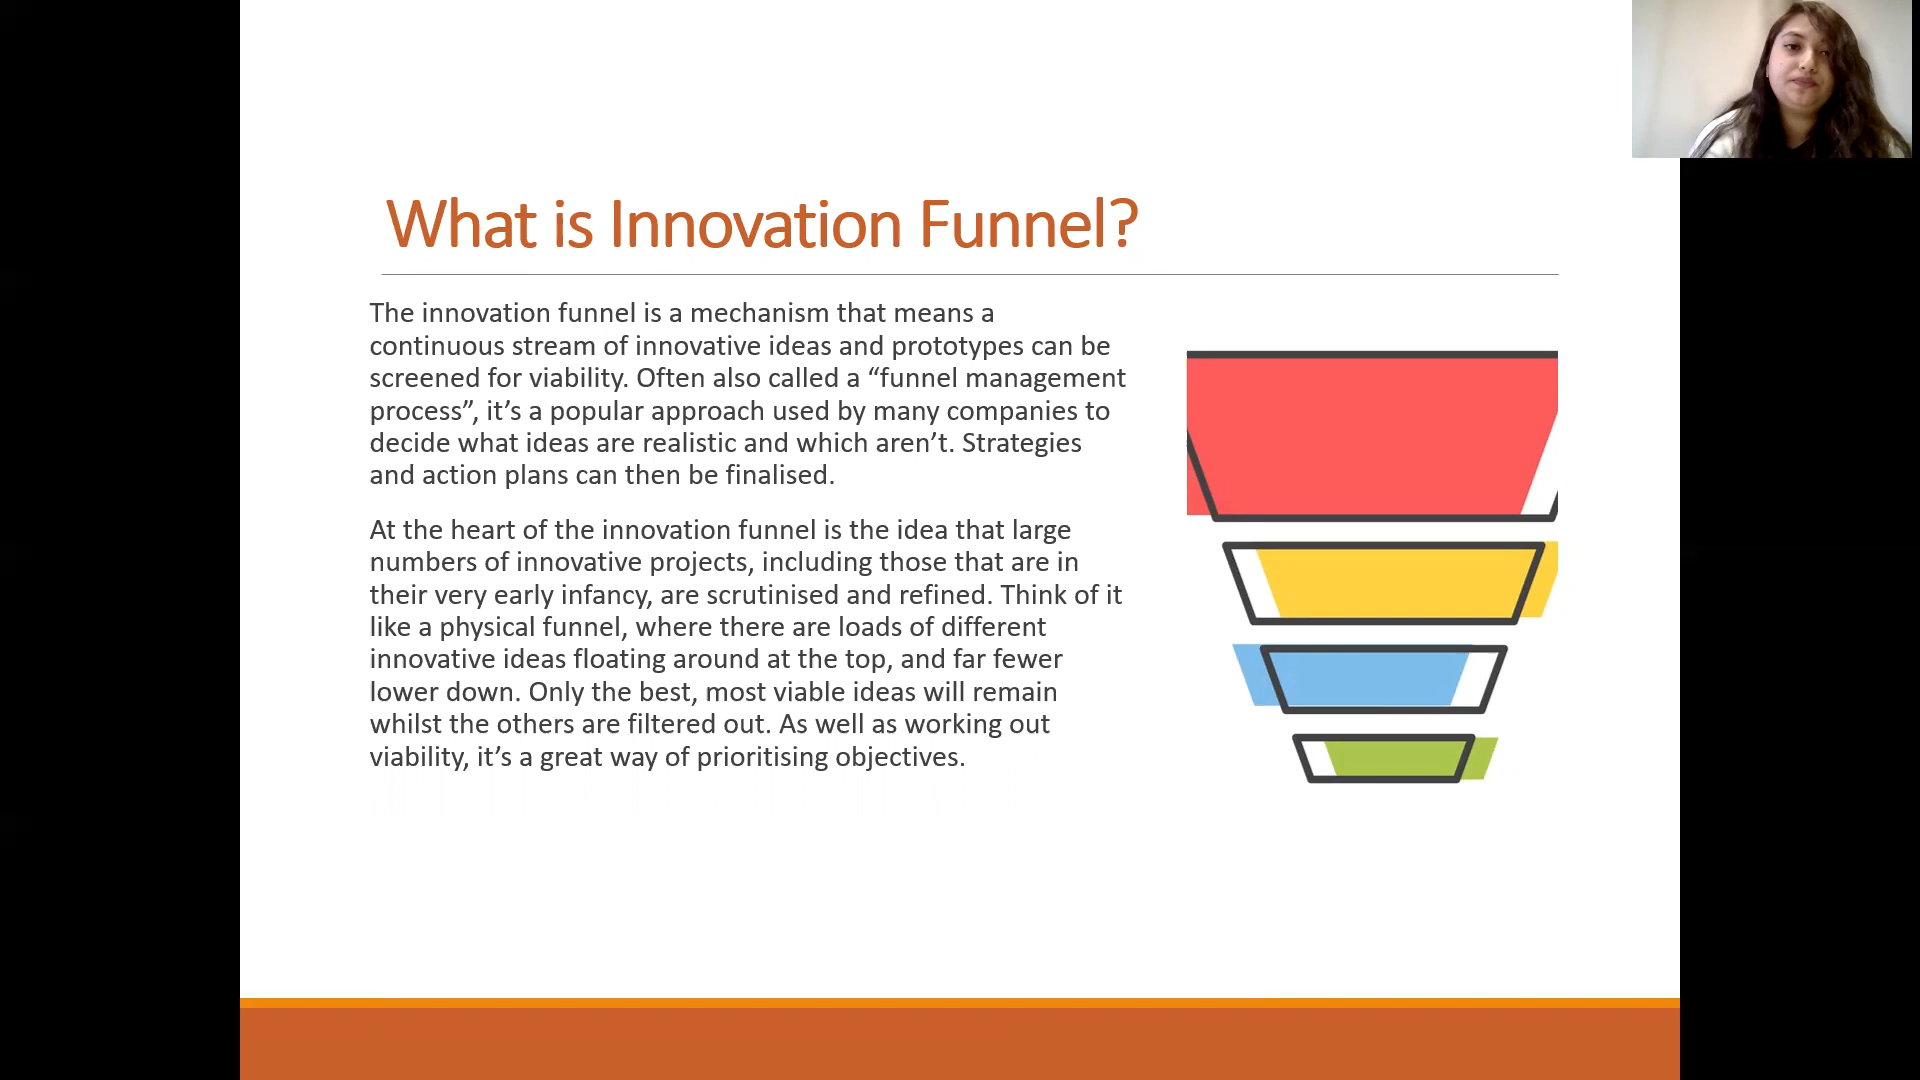 What is Innovation Funnel?
The innovation funnel is a mechanism that means a
continuous stream of innovative ideas and prototypes can be
screened for viability. Often also called a “funnel management
process”, it’s a popular approach used by many companies to
decide what ideas are realistic and which aren’t. Strategies
and action plans can then be finalised.
At the heart of the innovation funnel is the idea that large
numbers of innovative projects, including those that are in
their very early infancy, are scrutinised and refined. Think of it
like a physical funnel, where there are loads of different
innovative ideas floating around at the top, and far fewer
lower down. Only the best, most viable ideas will remain
whilst the others are filtered out. As well as working out
viability, it’s a great way of prioritising objectives.